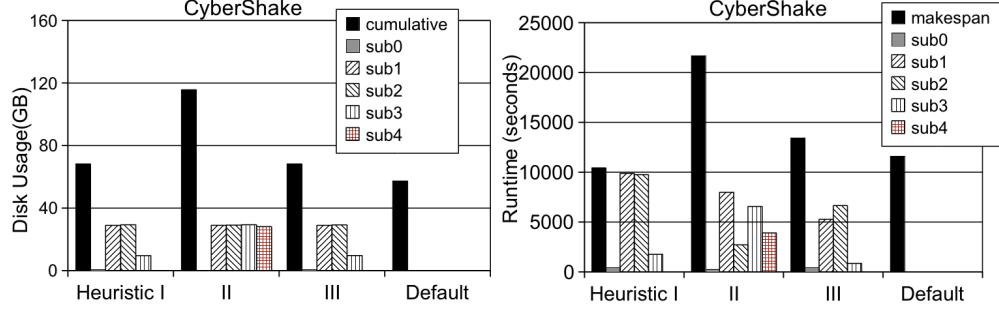 CyberShake
Disk Usage(GB)
160
120
80
40
0
cumulative
sub0
sub1
sub2
sub3
sub4
Heuristic I II III Default
CyberShake
Runtime (seconds)
25000
20000
15000
10000
5000
0
makespan
sub0
sub1
sub2
sub3
sub4
Heuristic I II III Default